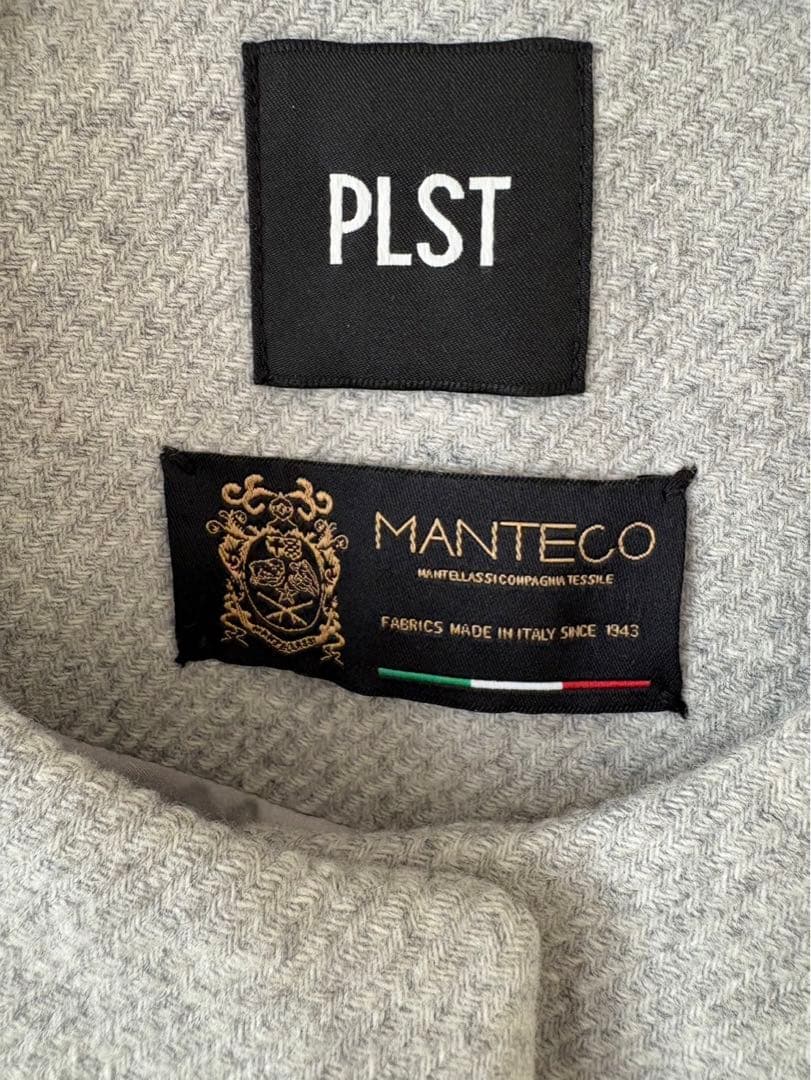 PLST
MANTECO
MANTELLASSI COMPAGNIA TESSILE
FABRICS MADE IN ITALY SINCE 1943